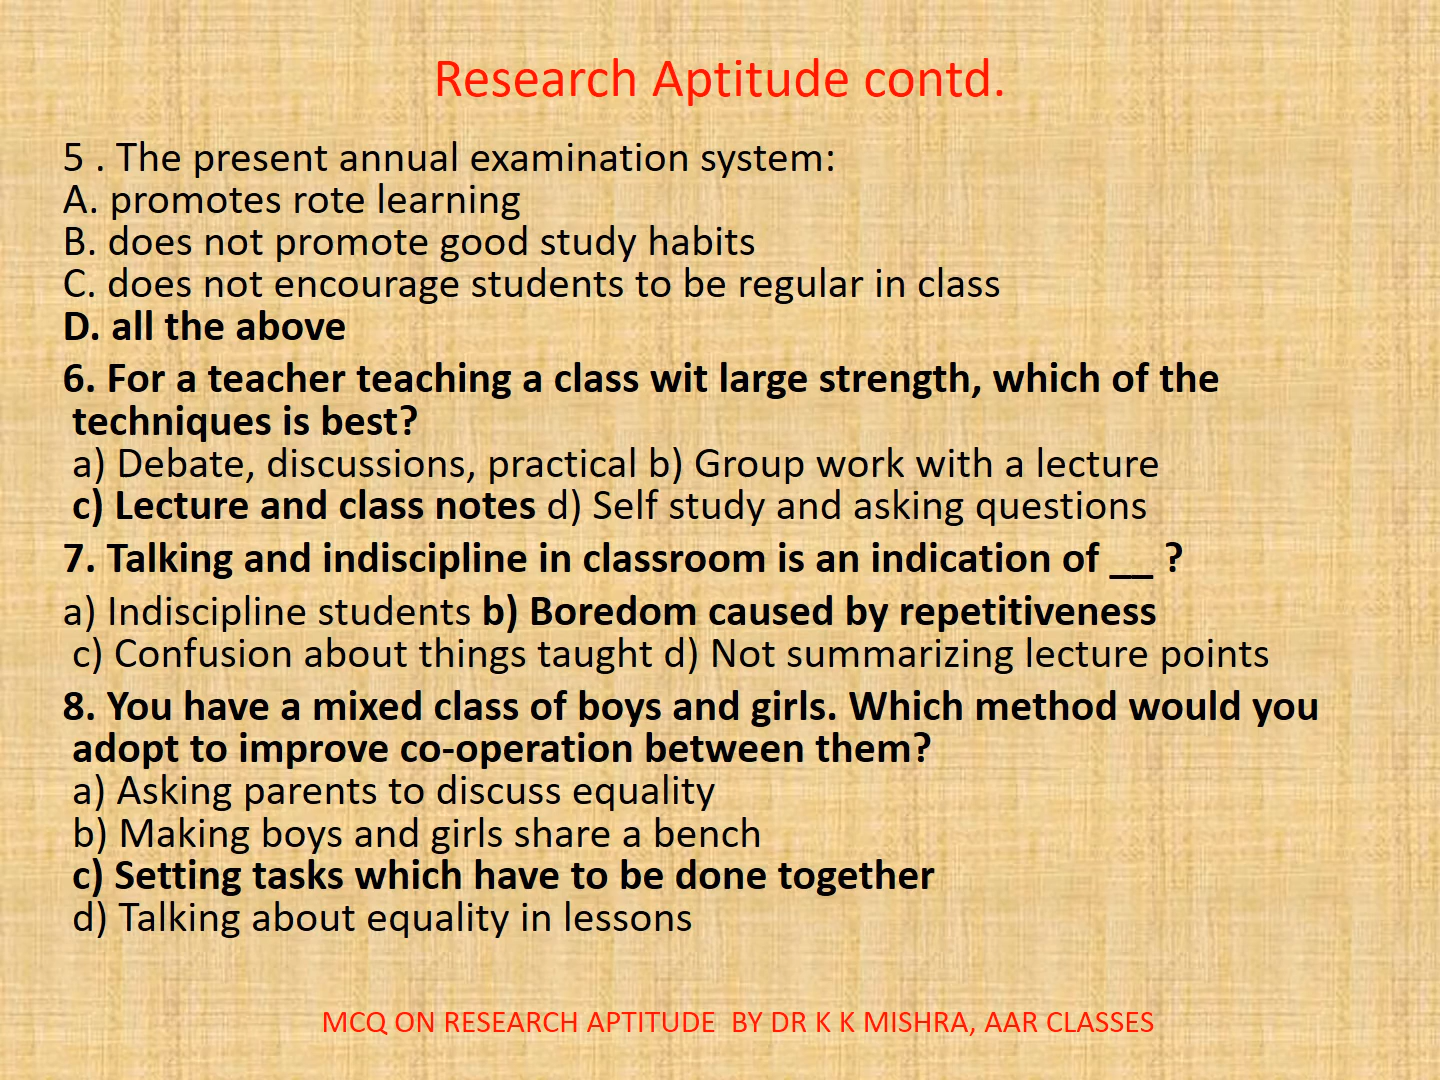 Research Aptitude contd.
5 . The present annual examination system:
A. promotes rote learning
B. does not promote good study habits
C. does not encourage students to be regular in class
D. all the above
6. For a teacher teaching a class wit large strength, which of the
techniques is best?
a) Debate, discussions, practical b) Group work with a lecture
c) Lecture and class notes d) Self study and asking questions
7. Talking and indiscipline in classroom is an indication of __ ?
a) Indiscipline students b) Boredom caused by repetitiveness
c) Confusion about things taught d) Not summarizing lecture points
8. You have a mixed class of boys and girls. Which method would you
adopt to improve co-operation between them?
a) Asking parents to discuss equality
b) Making boys and girls share a bench
c) Setting tasks which have to be done together
d) Talking about equality in lessons
MCQ ON RESEARCH APTITUDE BY DR K K MISHRA, AAR CLASSES